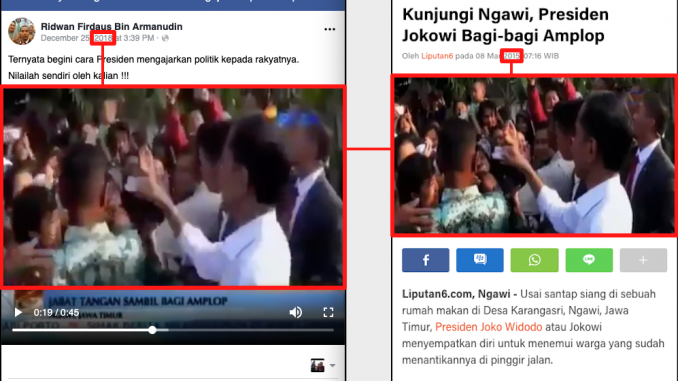 Ridwan Firdaus Bin Armanudin
December 25, 2018 at 3:39 PM
Ternyata begini cara Presiden mengajarkan politik kepada rakyatnya.
Nilailah sendiri oleh kalian !!!
JABAT TANGAN SAMBIL BAGI AMPLOP
JAWA TIMUR
0:19 / 0:45
Kunjungi Ngawi, Presiden
Jokowi Bagi-bagi Amplop
Oleh Liputan6 pada 08 Mar 2015, 07:16 WIB
Liputan6.com, Ngawi - Usai santap siang di sebuah
rumah makan di Desa Karangasri, Ngawi, Jawa
Timur, Presiden Joko Widodo atau Jokowi
menyempatkan diri untuk menemui warga yang sudah
menantikannya di pinggir jalan.